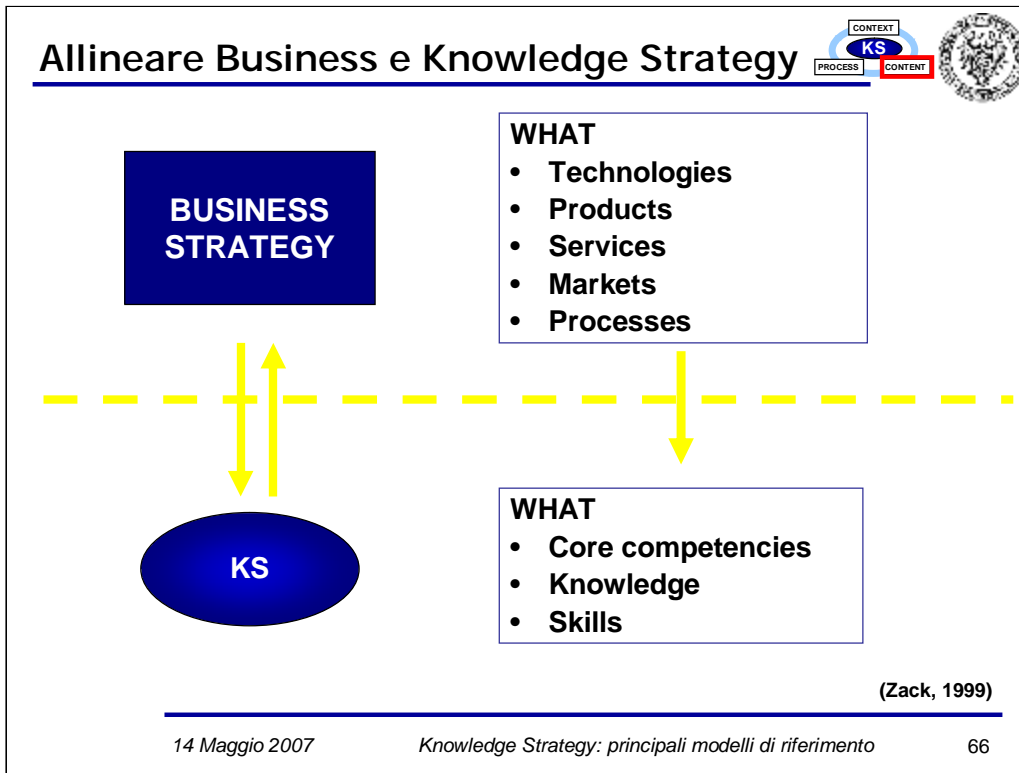 Allineare Business e Knowledge Strategy
CONTEXT
KS
PROCESS
CONTENT
BUSINESS
STRATEGY
WHAT
• Technologies
• Products
• Services
• Markets
• Processes
KS
WHAT
• Core competencies
• Knowledge
• Skills
(Zack, 1999)
14 Maggio 2007
Knowledge Strategy: principali modelli di riferimento
66